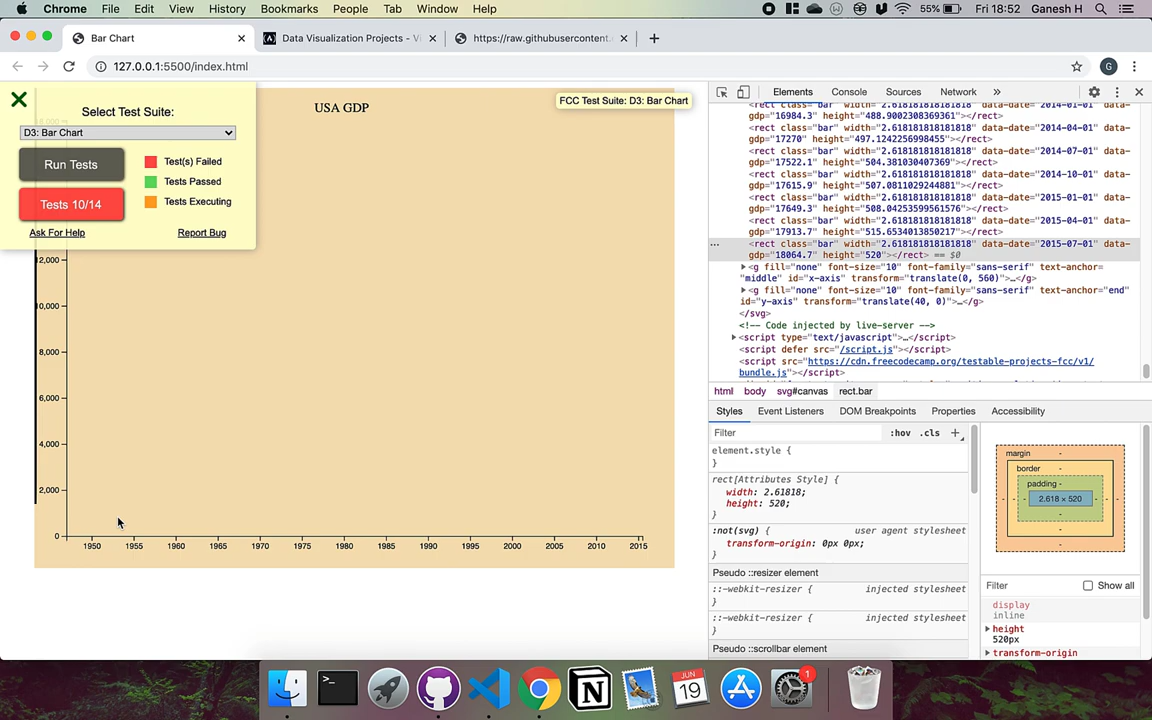 Chrome File Edit View History Bookmarks People Tab Window Help 55% Fri 18:52 Ganesh H
Bar Chart
Data Visualization Projects - Vi
https://raw.githubusercontent.
127.0.0.1:5500/index.html
G
Select Test Suite:
D3: Bar Chart
Run Tests
Tests 10/14
Test(s) Failed
Tests Passed
Tests Executing
Ask For Help
Report Bug
USA GDP
FCC Test Suite: D3: Bar Chart
12,000
10,000
8,000
6,000
4,000
2,000
0
1950 1955 1960 1965 1970 1975 1980 1985 1990 1995 2000 2005 2010 2015
Elements Console Sources Network
<rect class="bar" width="2.618181818181818" data-date="2014-01-01" data-
gdp="16984.3" height="488.9002308369361"></rect>
<rect class="bar" width="2.618181818181818" data-date="2014-04-01" data-
gdp="17270" height="497.1242256998455"></rect>
<rect class="bar" width="2.618181818181818" data-date="2014-07-01" data-
gdp="17522.1" height="504.381030407369"></rect>
<rect class="bar" width="2.618181818181818" data-date="2014-10-01" data-
gdp="17615.9" height="507.0811029244881"></rect>
<rect class="bar" width="2.618181818181818" data-date="2015-01-01" data-
gdp="17649.3" height="508.04253599561576"></rect>
<rect class="bar" width="2.618181818181818" data-date="2015-04-01" data-
gdp="17913.7" height="515.6534013850217"></rect>
<rect class="bar" width="2.618181818181818" data-date="2015-07-01" data-
gdp="18064.7" height="520"></rect> == $0
<g fill="none" font-size="10" font-family="sans-serif" text-anchor=
"middle" id="x-axis" transform="translate(0, 560)">…</g>
<g fill="none" font-size="10" font-family="sans-serif" text-anchor="end"
id="y-axis" transform="translate(40, 0)">…</g>
</svg>
<!-- Code injected by live-server -->
<script type="text/javascript">…</script>
<script defer src="/script.js"></script>
<script src="https://cdn.freecodecamp.org/testable-projects-fcc/v1/
bundle.js"></script>
html body svg#canvas rect.bar
Styles Event Listeners DOM Breakpoints Properties Accessibility
Filter :hov .cls +
element.style {
}
rect[Attributes Style] {
width: 2.61818;
height: 520;
}
:not(svg) { user agent stylesheet
transform-origin: 0px 0px;
}
Pseudo ::resizer element
::-webkit-resizer { injected stylesheet
}
::-webkit-resizer { injected stylesheet
}
Pseudo ::scrollbar element
margin -
border -
padding -
2.618 × 520
Filter Show all
display
inline
height
520px
transform-origin
JUN
19
1